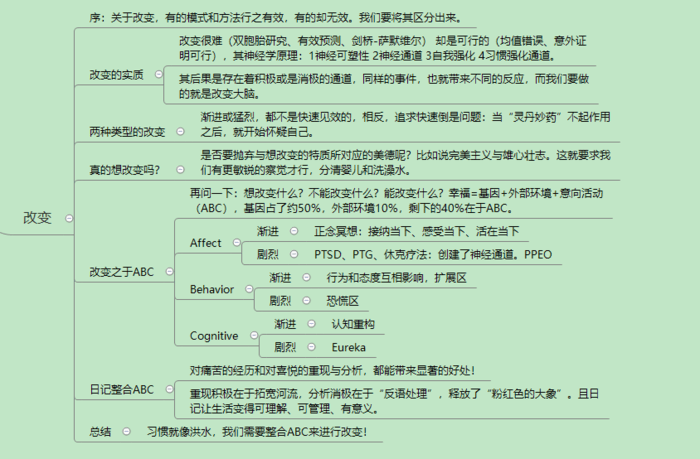 序：关于改变，有的模式和方法行之有效，有的却无效。我们要将其区分出来。
改变很难（双胞胎研究、有效预测、剑桥-萨默维尔） 却是可行的（均值错误、意外证
明可行），其神经学原理：1神经可塑性 2神经通道 3自我强化 4习惯强化通道。
改变的实质
其后果是存在着积极或是消极的通道，同样的事件，也就带来不同的反应，而我们要做
的就是改变大脑。
两种类型的改变
渐进或猛烈，都不是快速见效的，相反，追求快速倒是问题：当“灵丹妙药”不起作用
之后，就开始怀疑自己。
真的想改变吗？
是否要抛弃与想改变的特质所对应的美德呢？比如说完美主义与雄心壮志。这就要求我
们有更敏锐的察觉才行，分清婴儿和洗澡水。
改变
再问一下：想改变什么？不能改变什么？能改变什么？幸福=基因+外部环境+意向活动
（ABC），基因占了约50%，外部环境10%，剩下的40%在于ABC。
改变之于ABC
Affect
渐进
正念冥想：接纳当下、感受当下、活在当下
剧烈
PTSD、PTG、休克疗法：创建了神经通道。PPEO
Behavior
渐进
行为和态度互相影响，扩展区
剧烈
恐慌区
Cognitive
渐进
认知重构
剧烈
Eureka
日记整合ABC
对痛苦的经历和对喜悦的重现与分析，都能带来显著的好处！
重现积极在于拓宽河流，分析消极在于“反语处理”，释放了“粉红色的大象”。且日
记让生活变得可理解、可管理、有意义。
总结
习惯就像洪水，我们需要整合ABC来进行改变！